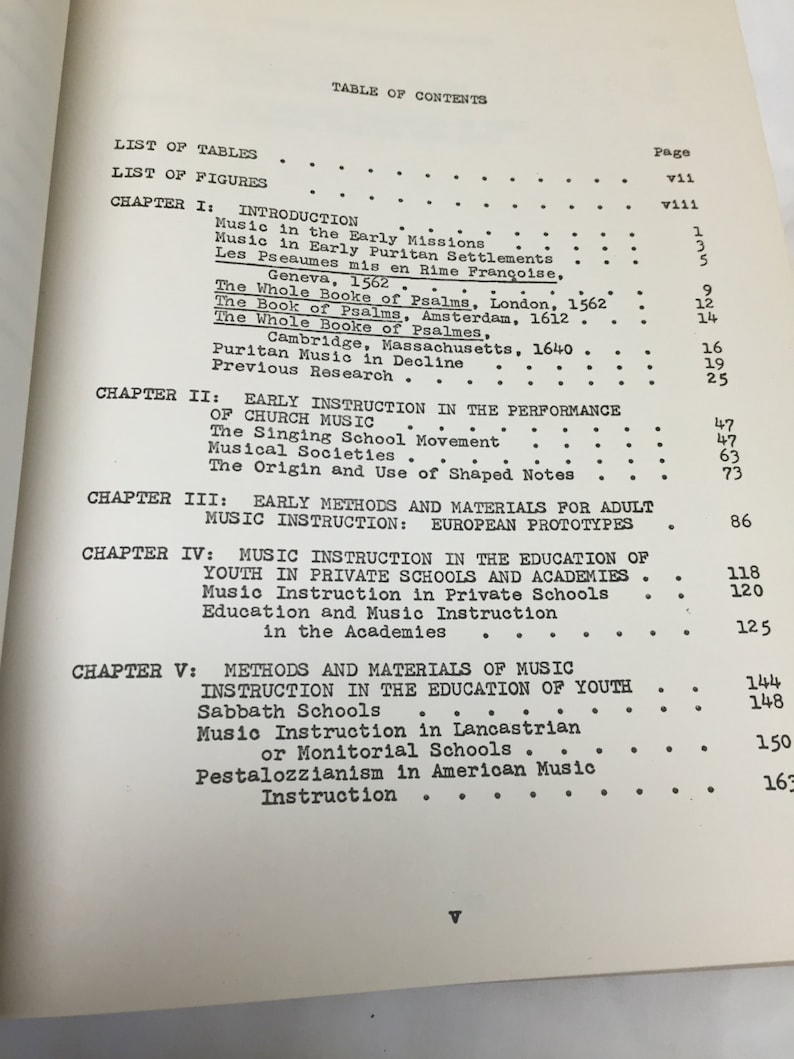 TABLE OF CONTENTS
Page
LIST OF TABLES . . . . . . . . . . . . . vii
LIST OF FIGURES . . . . . . . . . . . . viii
CHAPTER I: INTRODUCTION . . . . . . . . 1
Music in the Early Missions . . . . . 3
Music in Early Puritan Settlements . . . 5
Les Pseaumes mis en Rime Françoise,
Geneva, 1562 . . . . . . . . . 9
The Whole Booke of Psalms, London, 1562 . 12
The Book of Psalms, Amsterdam, 1612 . . . 14
The Whole Booke of Psalmes,
Cambridge, Massachusetts, 1640 . . . 16
Puritan Music in Decline . . . . . . 19
Previous Research . . . . . . . . . 25
CHAPTER II: EARLY INSTRUCTION IN THE PERFORMANCE
OF CHURCH MUSIC . . . . . . . . . 47
The Singing School Movement . . . . . 47
Musical Societies . . . . . . . . . 63
The Origin and Use of Shaped Notes . . . 73
CHAPTER III: EARLY METHODS AND MATERIALS FOR ADULT
MUSIC INSTRUCTION: EUROPEAN PROTOTYPES . 86
CHAPTER IV: MUSIC INSTRUCTION IN THE EDUCATION OF
YOUTH IN PRIVATE SCHOOLS AND ACADEMIES . . 118
Music Instruction in Private Schools . . 120
Education and Music Instruction
in the Academies . . . . . . . 125
CHAPTER V: METHODS AND MATERIALS OF MUSIC
INSTRUCTION IN THE EDUCATION OF YOUTH . . 144
Sabbath Schools . . . . . . . . . 148
Music Instruction in Lancastrian
or Monitorial Schools . . . . . . 150
Pestalozzianism in American Music
Instruction . . . . . . . . . . 163
v